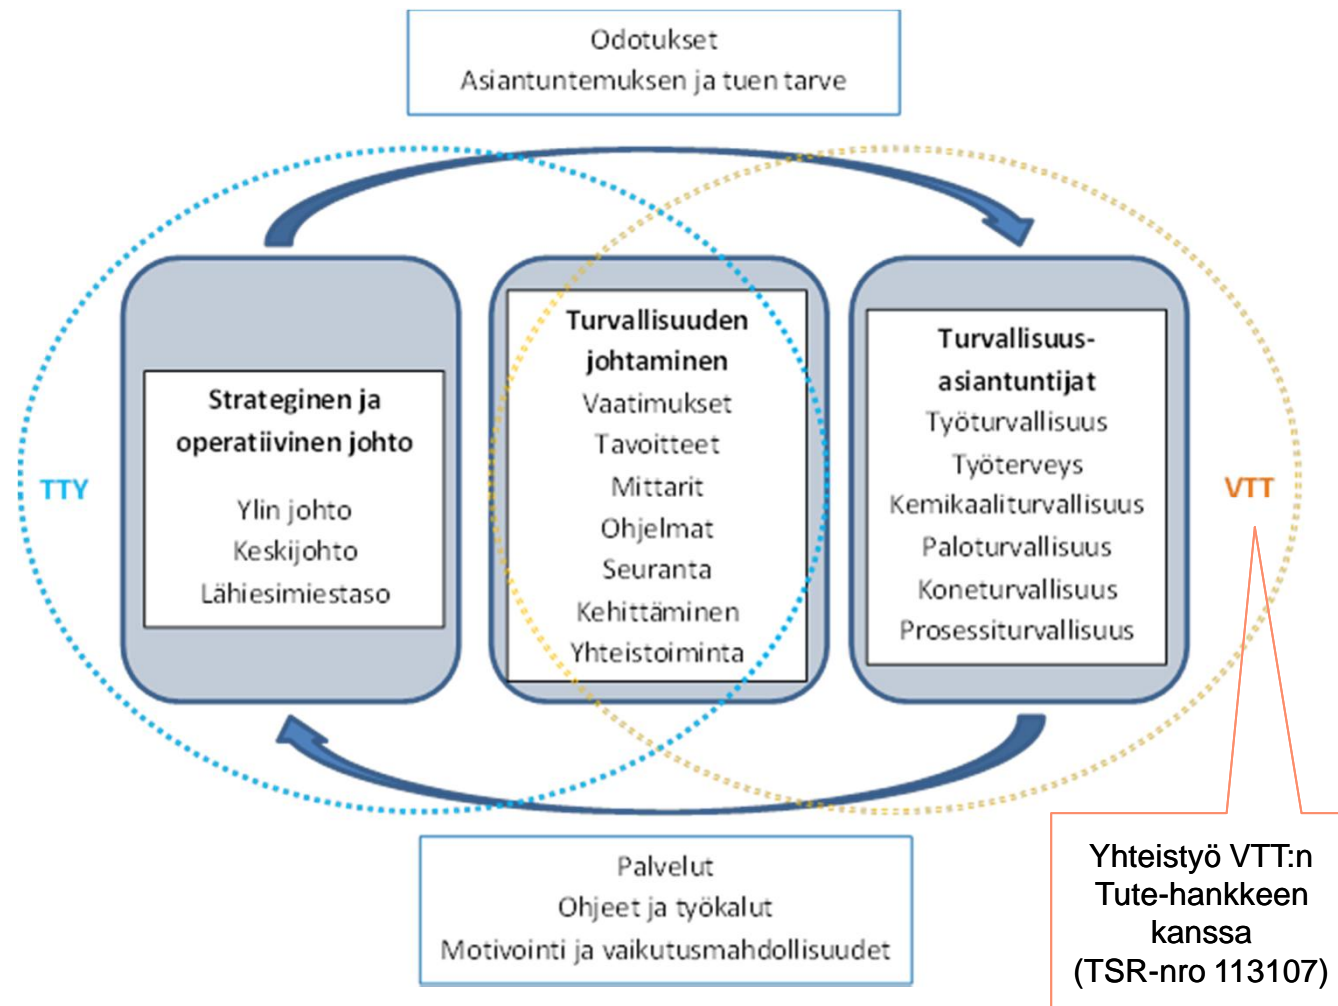 Odotukset
Asiantuntemuksen ja tuen tarve
TTY
Strateginen ja
operatiivinen johto
Ylin johto
Keskijohto
Lähiesimiestaso
Turvallisuuden
johtaminen
Vaatimukset
Tavoitteet
Mittarit
Ohjelmat
Seuranta
Kehittäminen
Yhteistoiminta
Turvallisuus-
asiantuntijat
Työturvallisuus
Työterveys
Kemikaaliturvallisuus
Paloturvallisuus
Koneturvallisuus
Prosessiturvallisuus
VTT
Palvelut
Ohjeet ja työkalut
Motivointi ja vaikutusmahdollisuudet
Yhteistyö VTT:n
Tute-hankkeen
kanssa
(TSR-nro 113107)